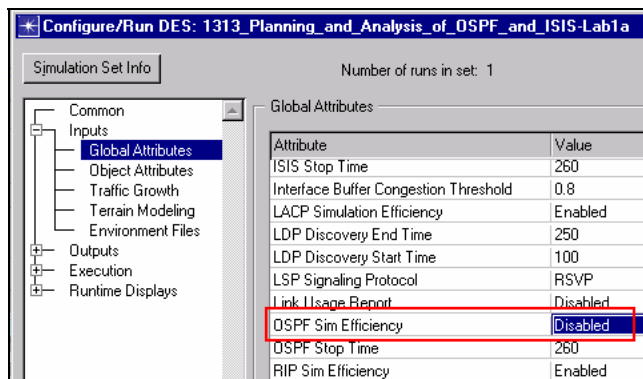 Configure/Run DES: 1313_Planning_and_Analysis_of_OSPF_and_ISIS-Lab1a
Simulation Set Info
Number of runs in set: 1
Common
Inputs
Global Attributes
Object Attributes
Traffic Growth
Terrain Modeling
Environment Files
Outputs
Execution
Runtime Displays
Global Attributes
Attribute Value
ISIS Stop Time 260
Interface Buffer Congestion Threshold 0.8
LACP Simulation Efficiency Enabled
LDP Discovery End Time 250
LDP Discovery Start Time 100
LSP Signaling Protocol RSVP
Link Usage Report Disabled
OSPF Sim Efficiency Disabled
OSPF Stop Time 260
RIP Sim Efficiency Enabled